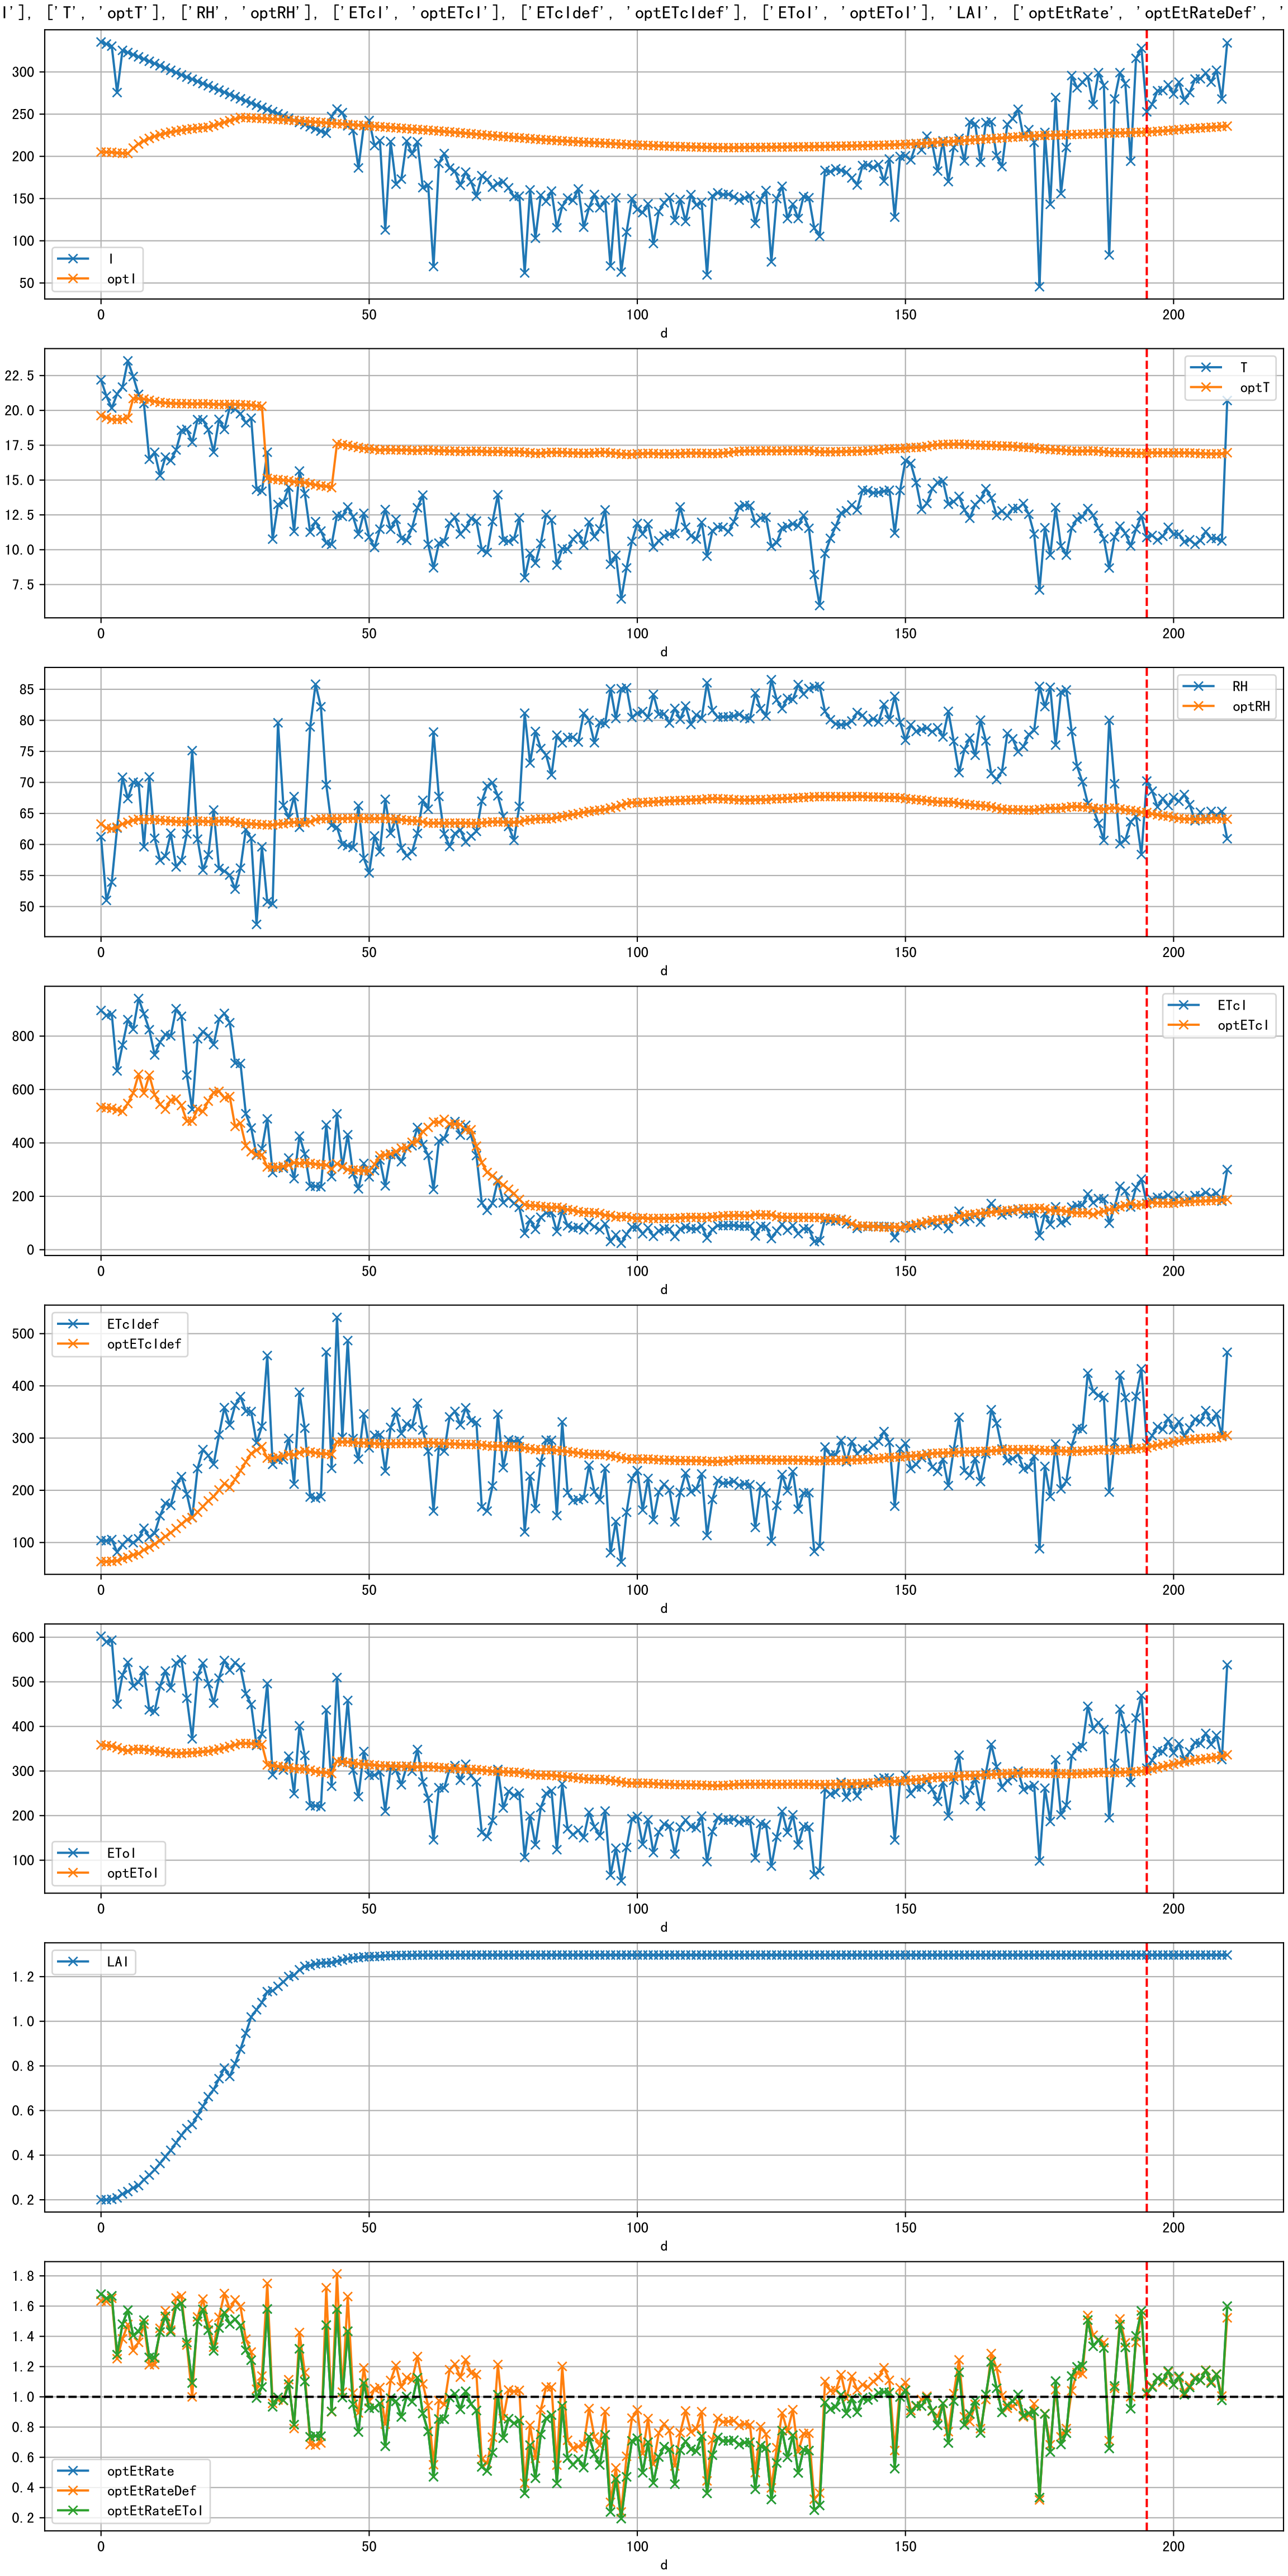 I'], ['T', 'optT'], ['RH', 'optRH'], ['ETcI', 'optETcI'], ['ETcIdef', 'optETcIdef'], ['EToI', 'optEToI'], 'LAI', ['optEtRate', 'optEtRateDef', '
300
250
200
150
100
50
I
optI
0 50 100 150 200
d
22.5
20.0
17.5
15.0
12.5
10.0
7.5
T
optT
0 50 100 150 200
d
85
80
75
70
65
60
55
50
RH
optRH
0 50 100 150 200
d
800
600
400
200
0
ETcI
optETcI
0 50 100 150 200
d
500
400
300
200
100
ETcIdef
optETcIdef
0 50 100 150 200
d
600
500
400
300
200
100
EToI
optEToI
0 50 100 150 200
d
1.2
1.0
0.8
0.6
0.4
0.2
LAI
0 50 100 150 200
d
1.8
1.6
1.4
1.2
1.0
0.8
0.6
0.4
0.2
optEtRate
optEtRateDef
optEtRateEToI
0 50 100 150 200
d